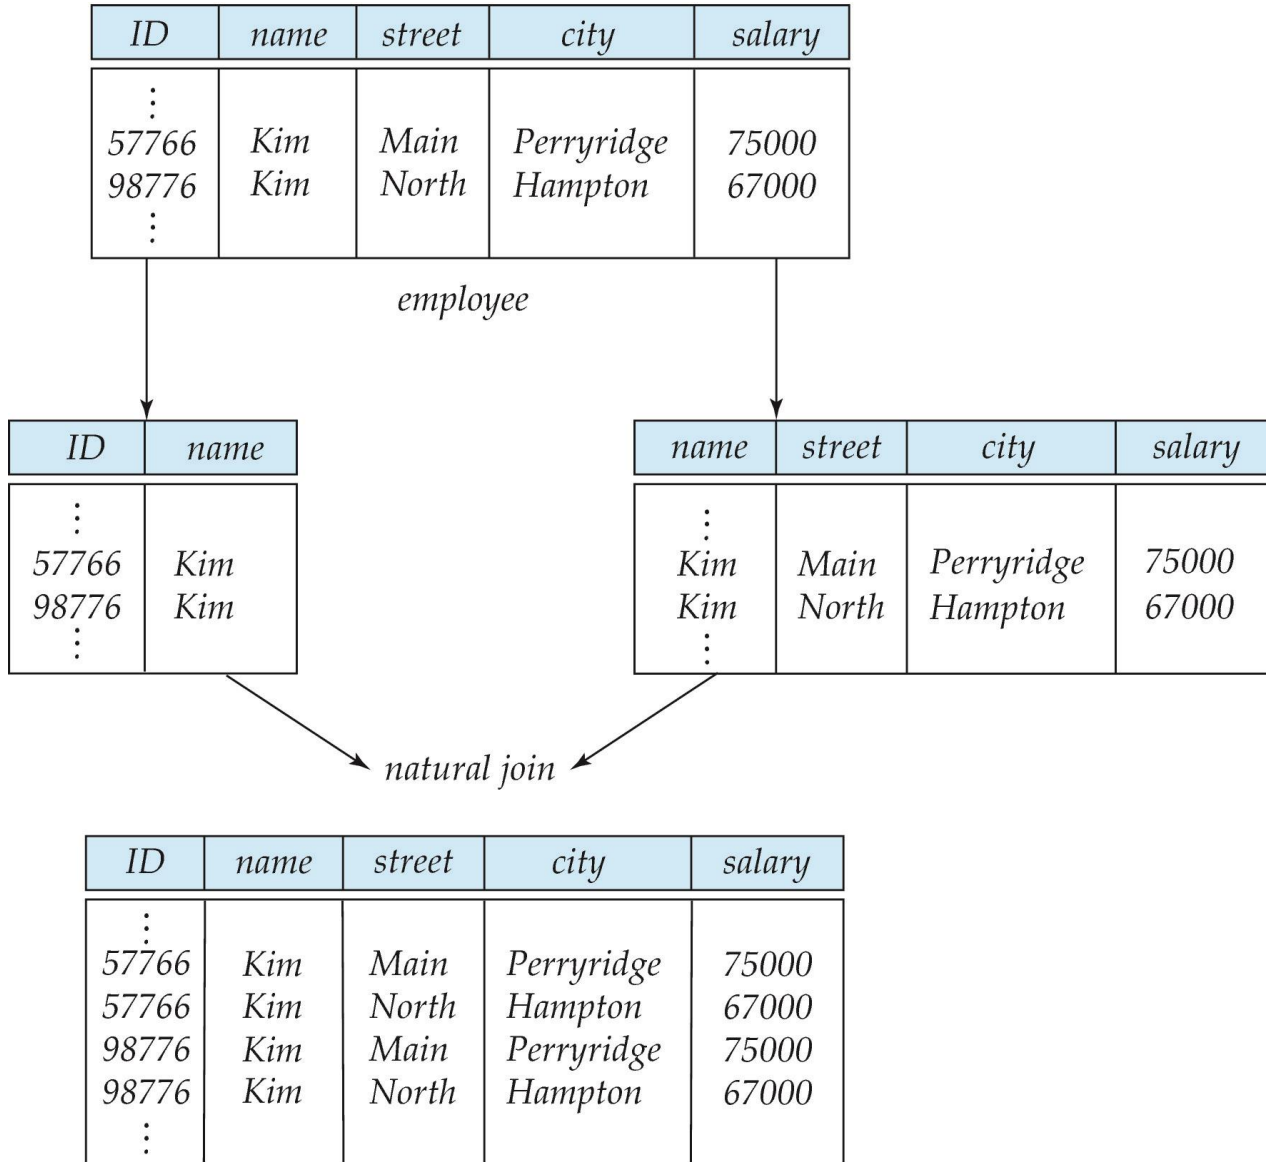 ID name street city salary
⋮
57766 Kim Main Perryridge 75000
98776 Kim North Hampton 67000
⋮
employee
ID name
⋮
57766 Kim
98776 Kim
⋮
name street city salary
⋮
Kim Main Perryridge 75000
Kim North Hampton 67000
⋮
natural join
ID name street city salary
⋮
57766 Kim Main Perryridge 75000
57766 Kim North Hampton 67000
98776 Kim Main Perryridge 75000
98776 Kim North Hampton 67000
⋮